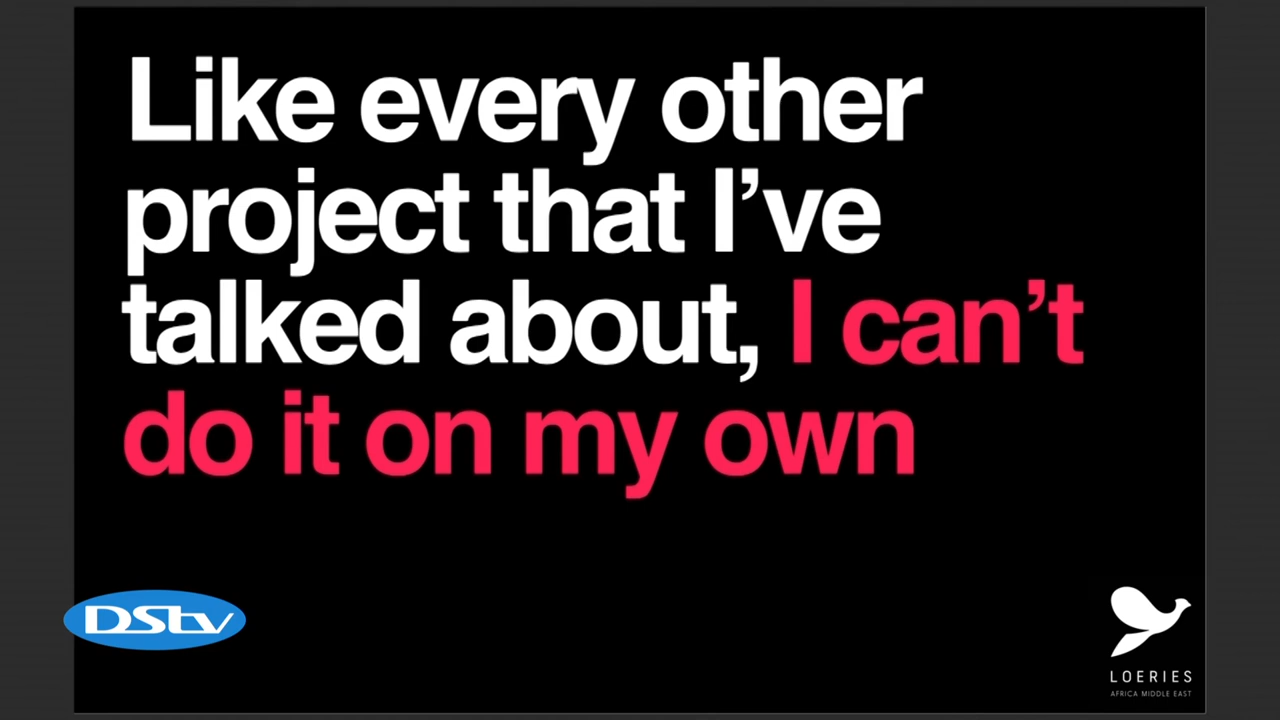 Like every other
project that I’ve
talked about, I can’t
do it on my own
DStv
LOERIES
AFRICA MIDDLE EAST